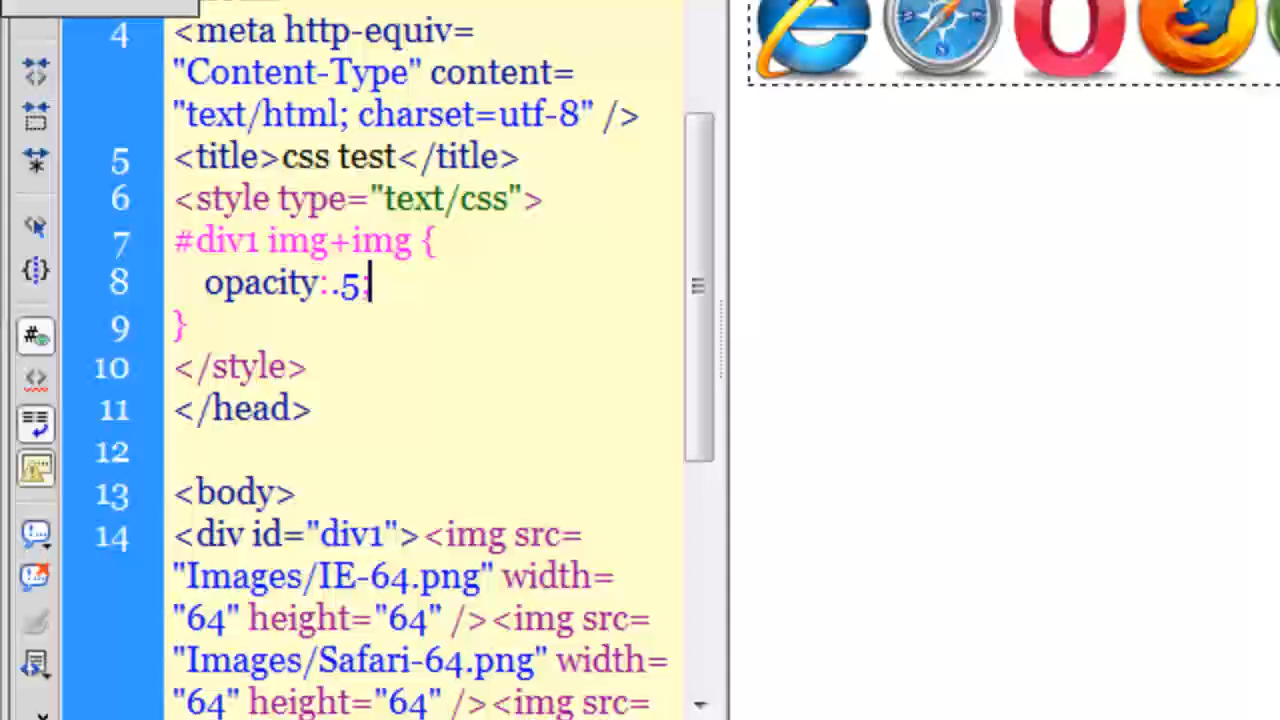 4 <meta http-equiv=
"Content-Type" content=
"text/html; charset=utf-8" />
5 <title>css test</title>
6 <style type="text/css">
7 #div1 img+img {
8 opacity:.5;
9 }
10 </style>
11 </head>
12
13 <body>
14 <div id="div1"><img src=
"Images/IE-64.png" width=
"64" height="64" /><img src=
"Images/Safari-64.png" width=
"64" height="64" /><img src=